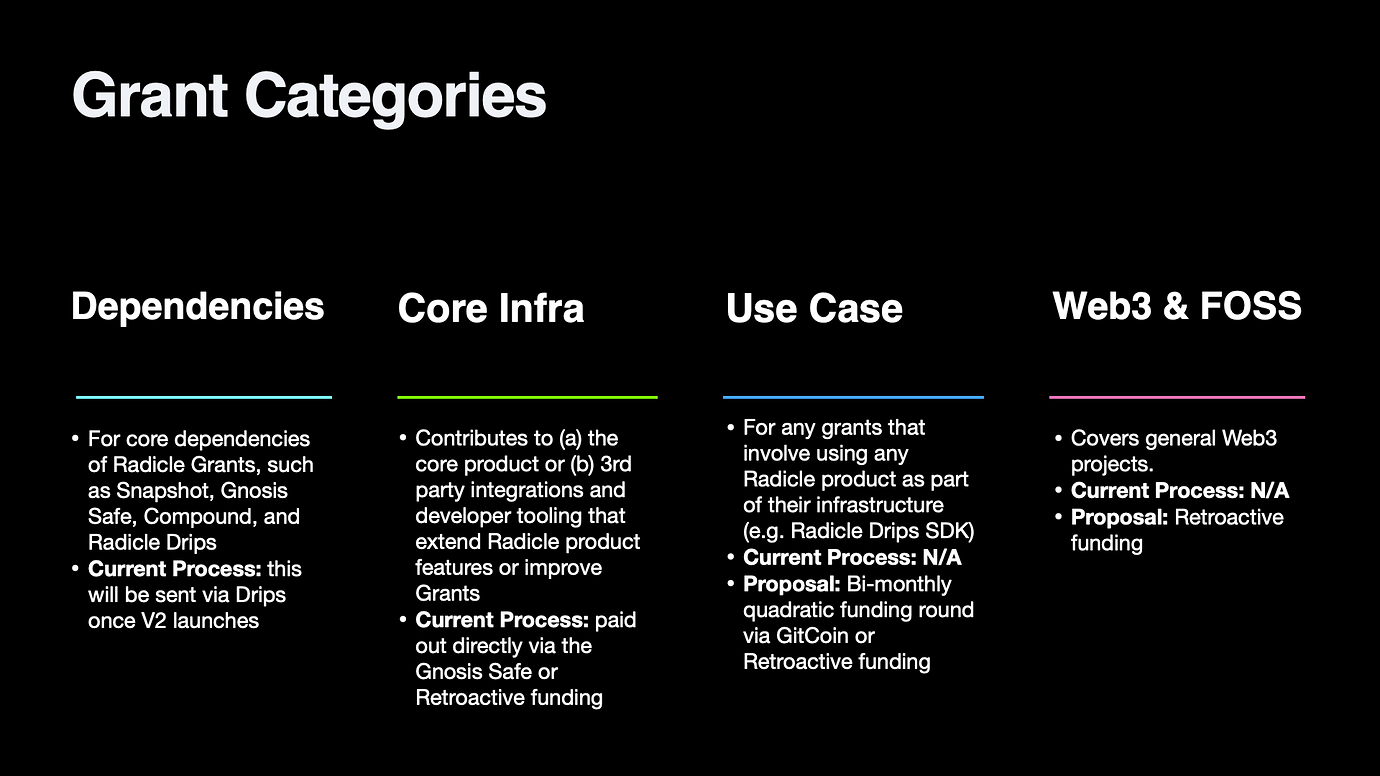 Grant Categories
Dependencies
• For core dependencies
of Radicle Grants, such
as Snapshot, Gnosis
Safe, Compound, and
Radicle Drips
• Current Process: this
will be sent via Drips
once V2 launches
Core Infra
• Contributes to (a) the
core product or (b) 3rd
party integrations and
developer tooling that
extend Radicle product
features or improve
Grants
• Current Process: paid
out directly via the
Gnosis Safe or
Retroactive funding
Use Case
• For any grants that
involve using any
Radicle product as part
of their infrastructure
(e.g. Radicle Drips SDK)
• Current Process: N/A
• Proposal: Bi-monthly
quadratic funding round
via GitCoin or
Retroactive funding
Web3 & FOSS
• Covers general Web3
projects.
• Current Process: N/A
• Proposal: Retroactive
funding